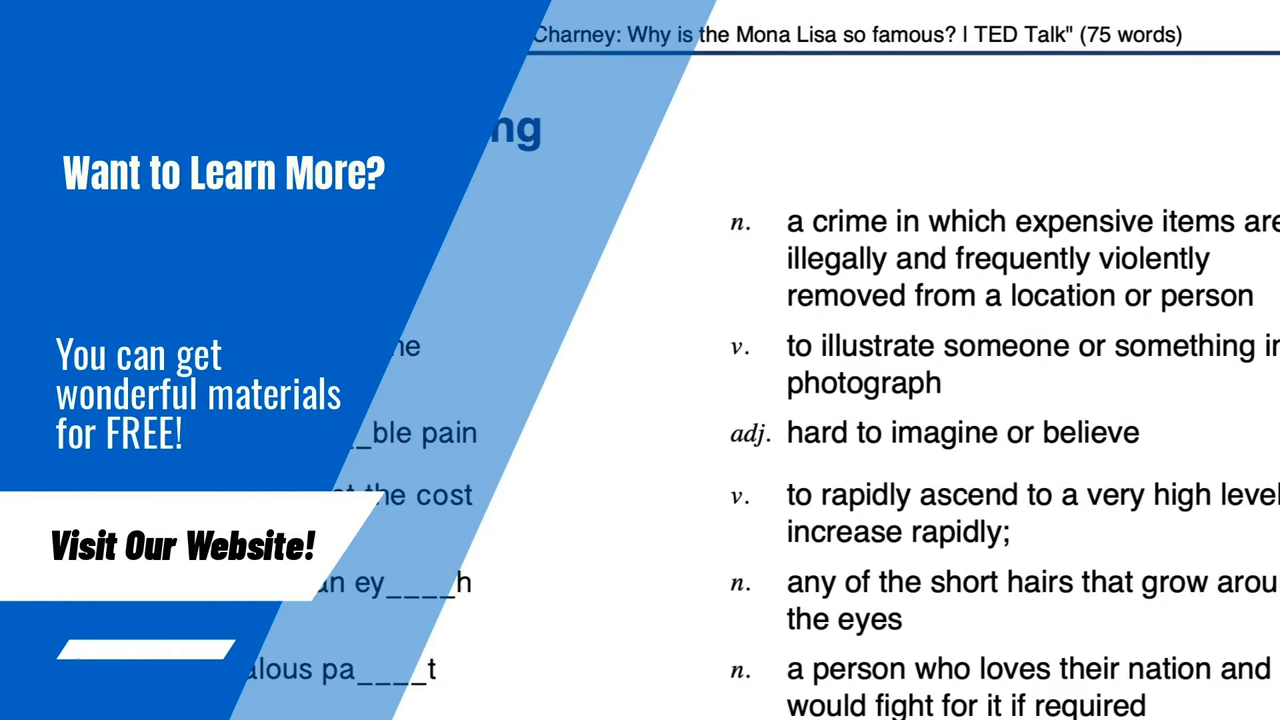 Charney: Why is the Mona Lisa so famous? | TED Talk" (75 words)
ng
Want to Learn More?
You can get
wonderful materials
for FREE!
Visit Our Website!
n. a crime in which expensive items are
illegally and frequently violently
removed from a location or person
he v. to illustrate someone or something in
photograph
_ble pain adj. hard to imagine or believe
the cost v. to rapidly ascend to a very high level
increase rapidly;
an ey____h n. any of the short hairs that grow arou
the eyes
alous pa____t n. a person who loves their nation and
would fight for it if required